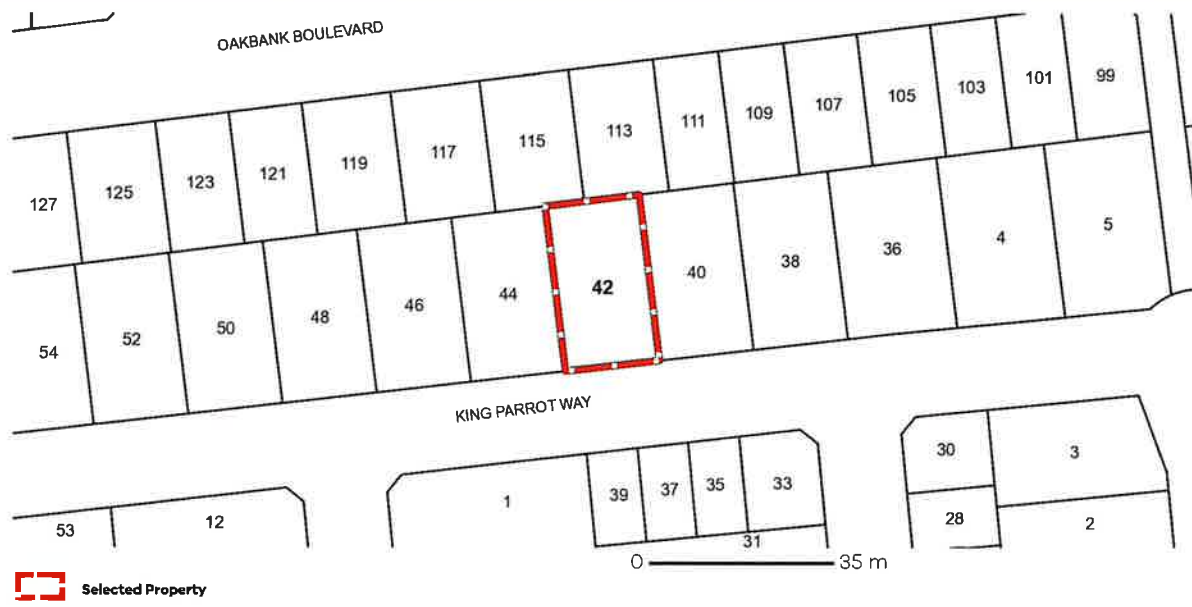 OAKBANK BOULEVARD
127 125 123 121 119 117 115 113 111 109 107 105 103 101 99
54 52 50 48 46 44 42 40 38 36 4 5
KING PARROT WAY
53 12 1 39 37 35 33 30 3
31 28 2
0 35 m
Selected Property